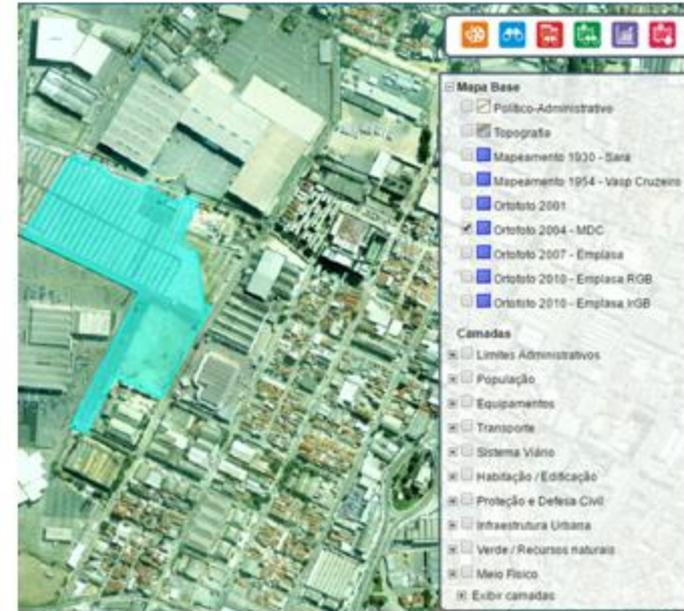 Mapa Base
Político-Administrativo
Topografia
Mapeamento 1930 - Sara
Mapeamento 1954 - Vasp Cruzeiro
Ortofoto 2001
Ortofoto 2004 - MDC
Ortofoto 2007 - Emplasa
Ortofoto 2010 - Emplasa RGB
Ortofoto 2010 - Emplasa IrGB
Camadas
Limites Administrativos
População
Equipamentos
Transporte
Sistema Viário
Habitação / Edificação
Proteção e Defesa Civil
Infraestrutura Urbana
Verde / Recursos naturais
Meio Físico
Exibir camadas